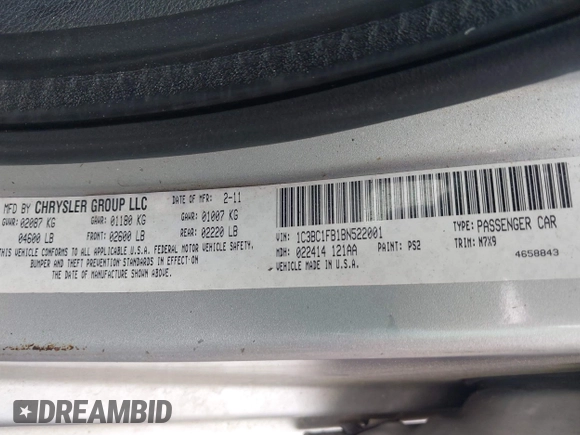 MFD BY CHRYSLER GROUP LLC
DATE OF MFR: 2-11
GVWR: 02087 KG
GAWR: 01180 KG
GAWR: 01007 KG
04600 LB
FRONT: 02600 LB
REAR: 02220 LB
THIS VEHICLE CONFORMS TO ALL APPLICABLE U.S.A. FEDERAL MOTOR VEHICLE SAFETY,
BUMPER AND THEFT PREVENTION STANDARDS IN EFFECT ON
THE DATE OF MANUFACTURE SHOWN ABOVE.
VIN: 1C3BC1FB1BN522001
TYPE: PASSENGER CAR
MDH: 022414 121AA
PAINT: PS2
TRIM: M7X9
VEHICLE MADE IN U.S.A.
4658843
DREAMBID